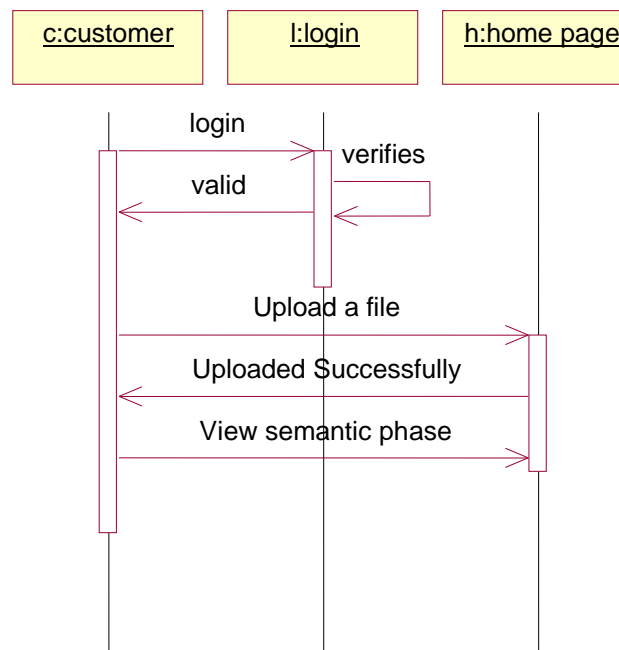 c:customer
l:login
h:home page
login
verifies
valid
Upload a file
Uploaded Successfully
View semantic phase